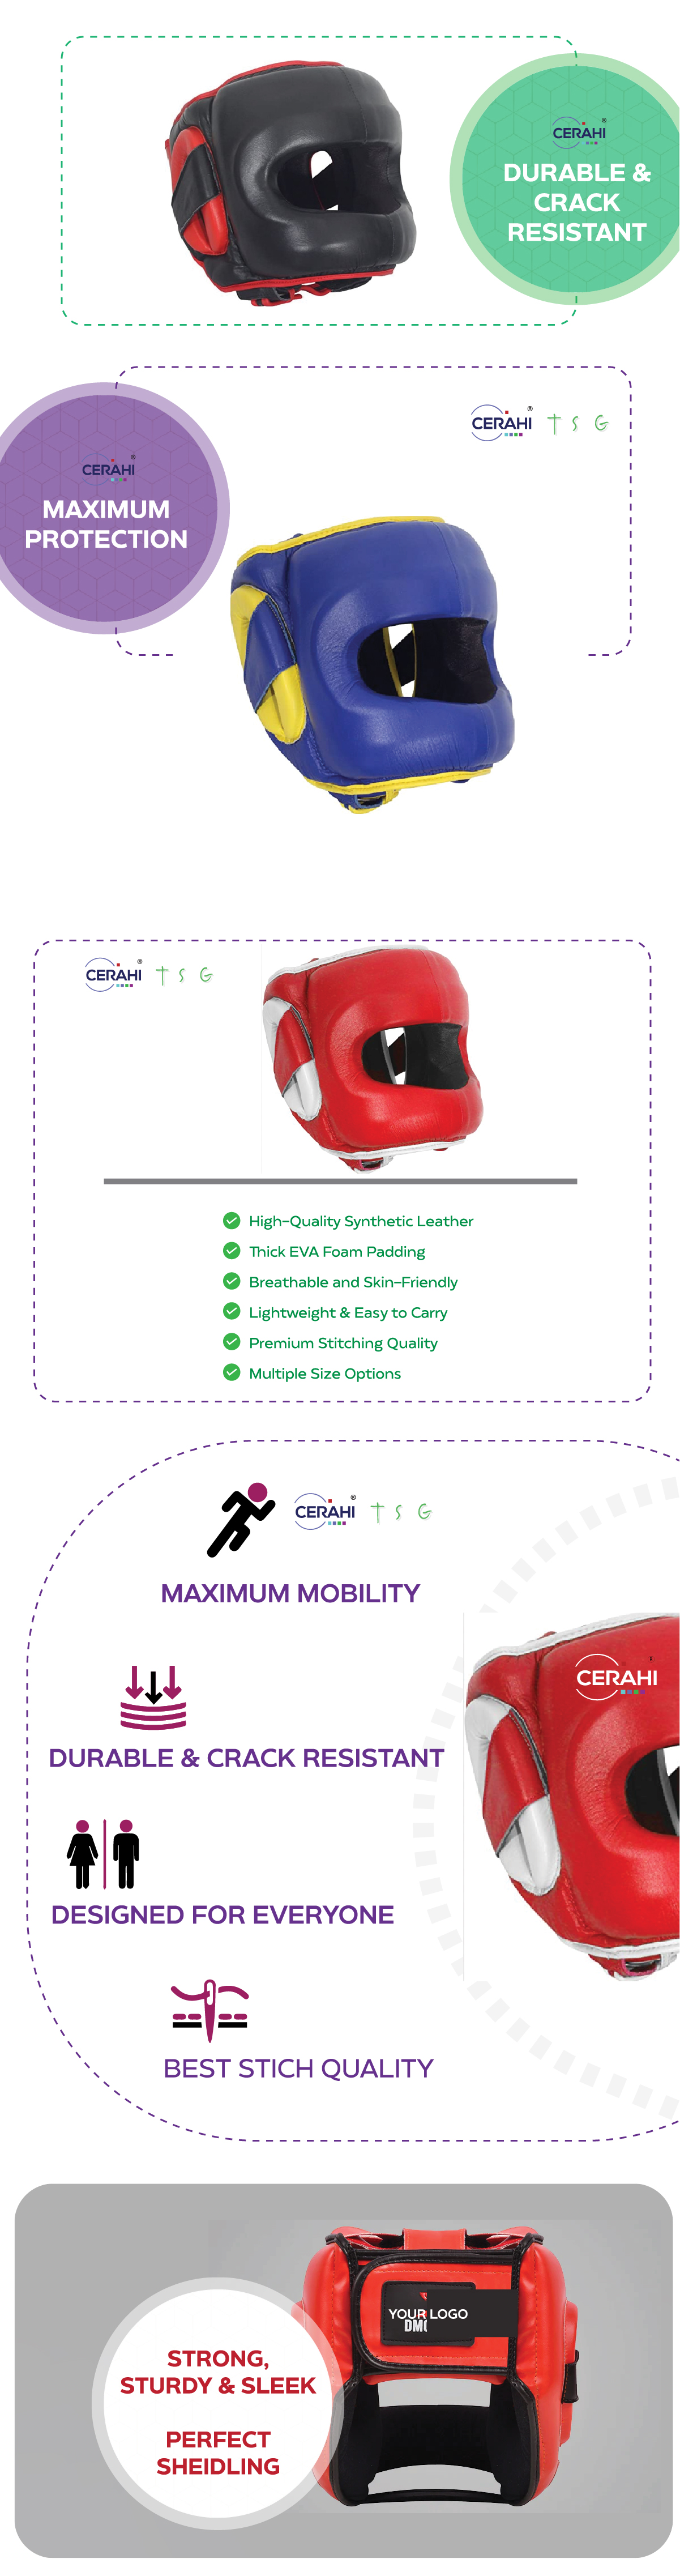 CERAHI ®
DURABLE &
CRACK
RESISTANT
CERAHI ®
T S G
CERAHI ®
MAXIMUM
PROTECTION
CERAHI ®
T S G
High-Quality Synthetic Leather
Thick EVA Foam Padding
Breathable and Skin-Friendly
Lightweight & Easy to Carry
Premium Stitching Quality
Multiple Size Options
CERAHI ®
T S G
MAXIMUM MOBILITY
CERAHI ®
DURABLE & CRACK RESISTANT
DESIGNED FOR EVERYONE
BEST STICH QUALITY
YOUR LOGO
STRONG,
STURDY & SLEEK
PERFECT
SHEIDLING